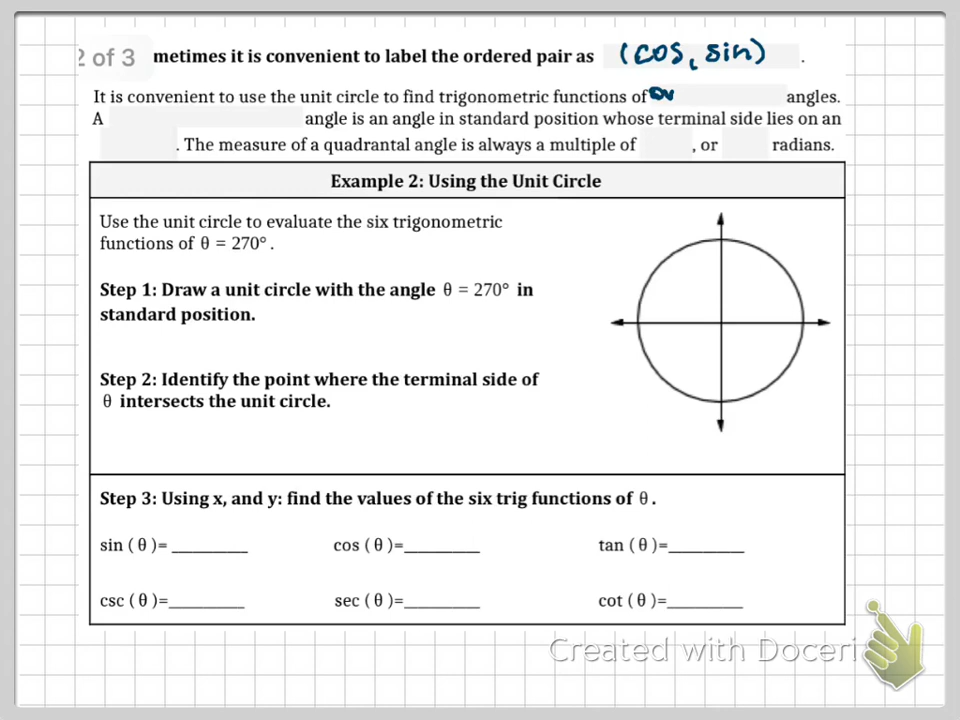 2 of 3 metimes it is convenient to label the ordered pair as (cos, sin) .
It is convenient to use the unit circle to find trigonometric functions of angles.
A angle is an angle in standard position whose terminal side lies on an
. The measure of a quadrantal angle is always a multiple of , or radians.
Example 2: Using the Unit Circle
Use the unit circle to evaluate the six trigonometric
functions of θ = 270° .
Step 1: Draw a unit circle with the angle θ = 270° in
standard position.
Step 2: Identify the point where the terminal side of
θ intersects the unit circle.
Step 3: Using x, and y: find the values of the six trig functions of θ .
sin ( θ )= ________ cos ( θ )=________ tan ( θ )=________
csc ( θ )=________ sec ( θ )=________ cot ( θ )=________
Created with Doceri